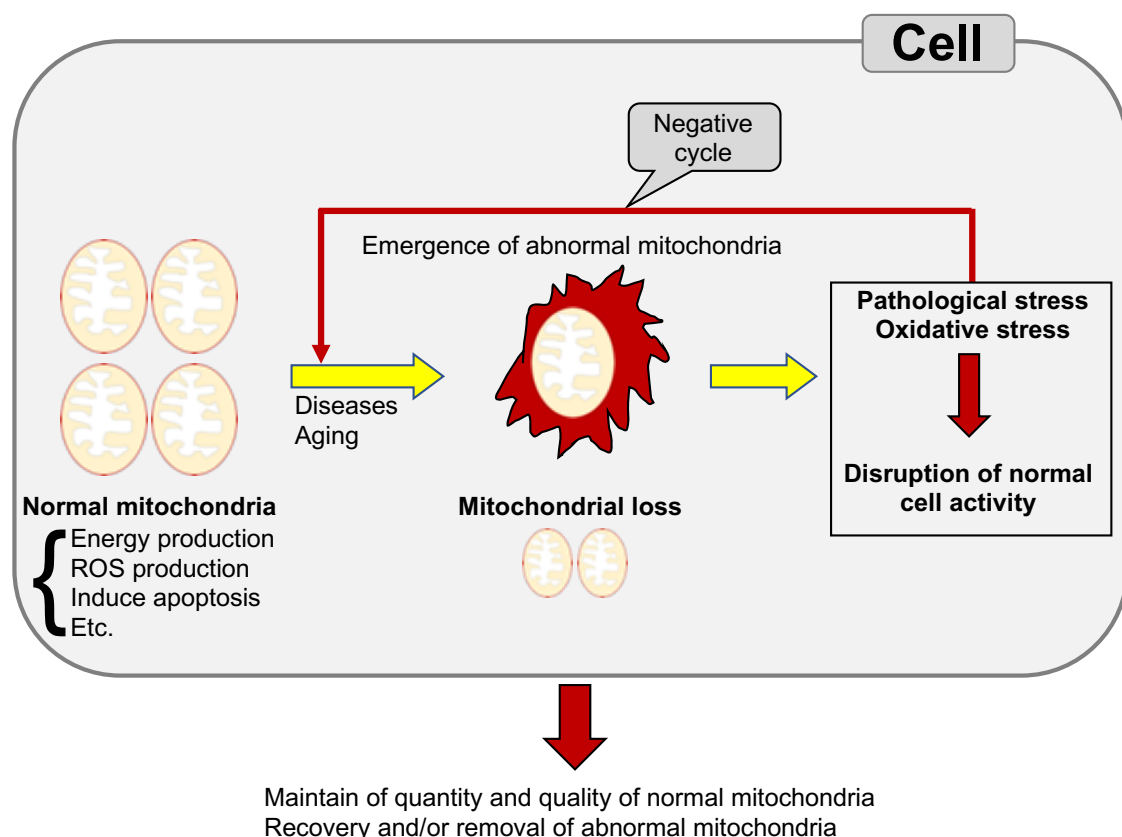 Cell
Negative
cycle
Emergence of abnormal mitochondria
Pathological stress
Oxidative stress
Diseases
Aging
Disruption of normal
cell activity
Normal mitochondria
Energy production
ROS production
Induce apoptosis
Etc.
Mitochondrial loss
Maintain of quantity and quality of normal mitochondria
Recovery and/or removal of abnormal mitochondria